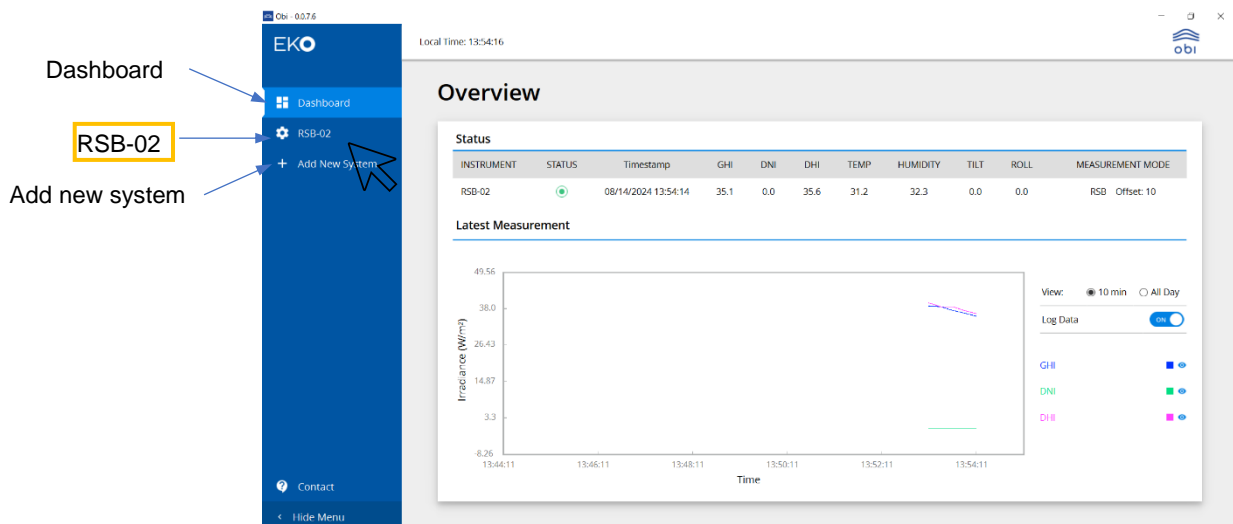 Obi - 0.0.7.6
EKO
Local Time: 13:54:16
obi
Dashboard
RSB-02
Add new system
Dashboard
RSB-02
+ Add New System
Contact
< Hide Menu
Overview
Status
INSTRUMENT STATUS Timestamp GHI DNI DHI TEMP HUMIDITY TILT ROLL MEASUREMENT MODE
RSB-02 08/14/2024 13:54:14 35.1 0.0 35.6 31.2 32.3 0.0 0.0 RSB Offset: 10
Latest Measurement
Irradiance (W/m²)
49.56
38.0
26.43
14.87
3.3
-8.26
13:44:11 13:46:11 13:48:11 13:50:11 13:52:11 13:54:11
Time
View: 10 min All Day
Log Data ON
GHI
DNI
DHI